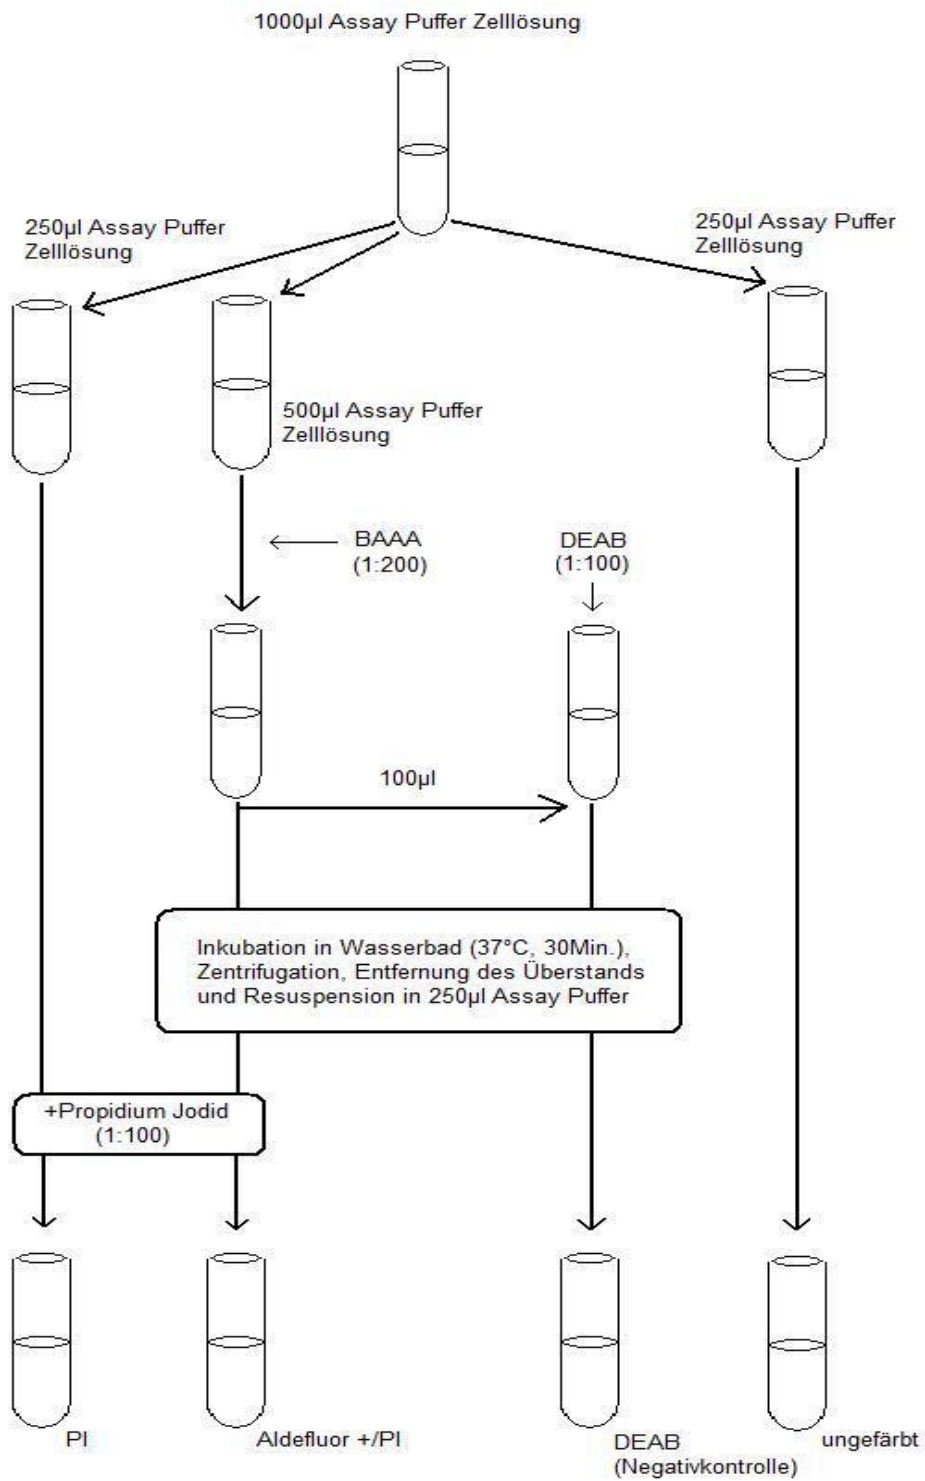 1000µl Assay Puffer Zelllösung
250µl Assay Puffer
Zelllösung
250µl Assay Puffer
Zelllösung
500µl Assay Puffer
Zelllösung
BAAA
(1:200)
DEAB
(1:100)
100µl
Inkubation in Wasserbad (37°C, 30Min.),
Zentrifugation, Entfernung des Überstands
und Resuspension in 250µl Assay Puffer
+Propidium Jodid
(1:100)
PI
Aldefluor +/PI
DEAB
(Negativkontrolle)
ungefärbt